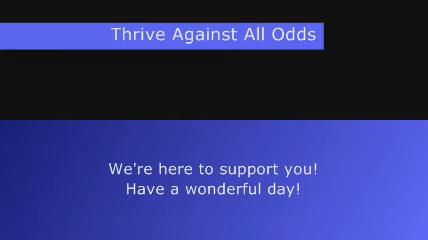 Thrive Against All Odds
We're here to support you!
Have a wonderful day!